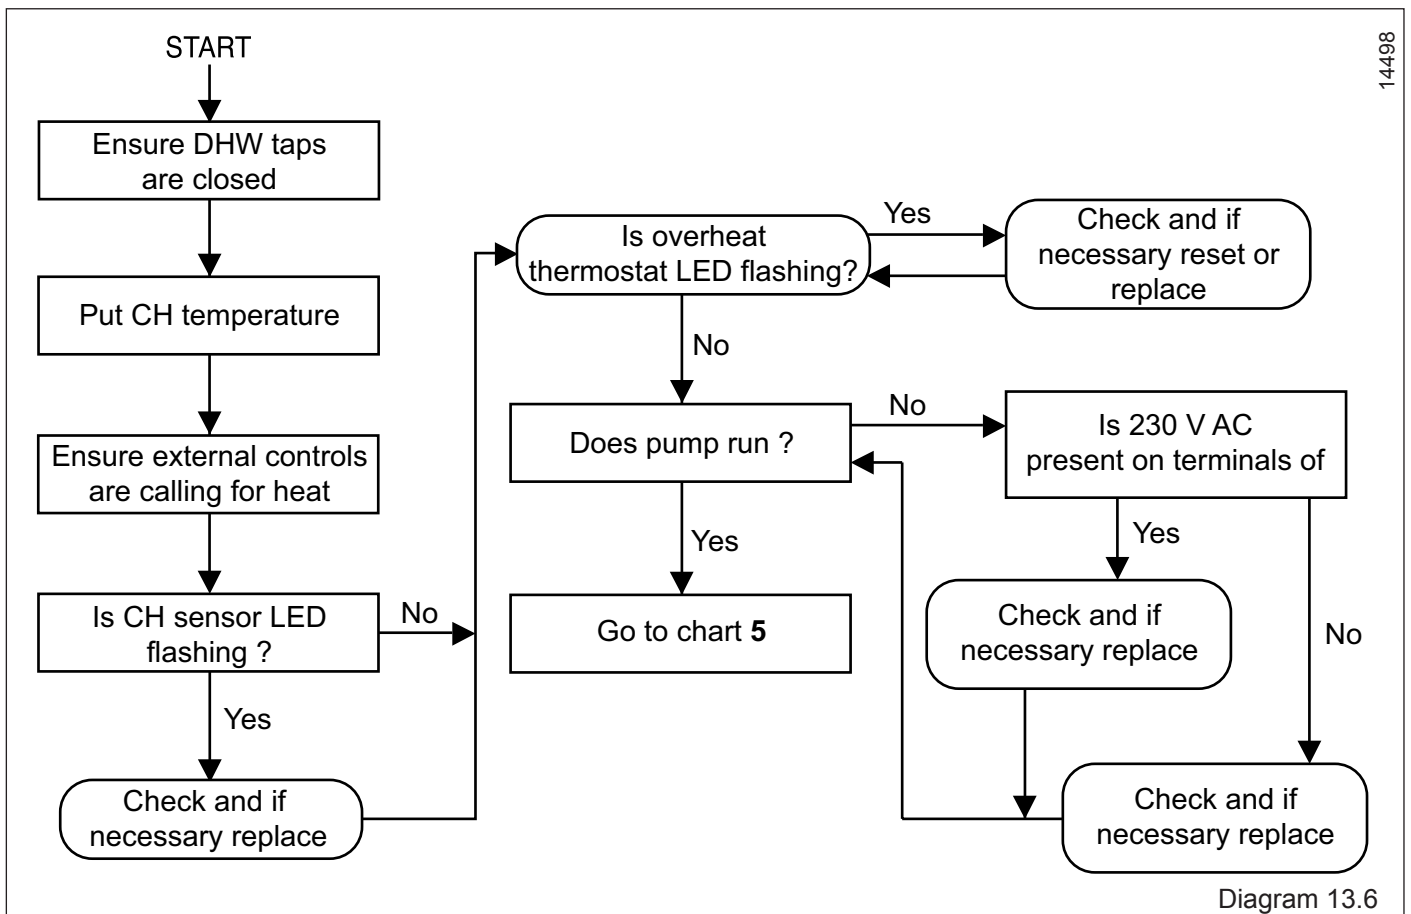 START
14498
Ensure DHW taps
are closed
Put CH temperature
Ensure external controls
are calling for heat
Is CH sensor LED
flashing ?
No
Yes
Check and if
necessary replace
Is overheat
thermostat LED flashing?
Yes
Check and if
necessary reset or
replace
No
Does pump run ?
No
Is 230 V AC
present on terminals of
Yes
Go to chart 5
Yes
Check and if
necessary replace
No
Check and if
necessary replace
Diagram 13.6